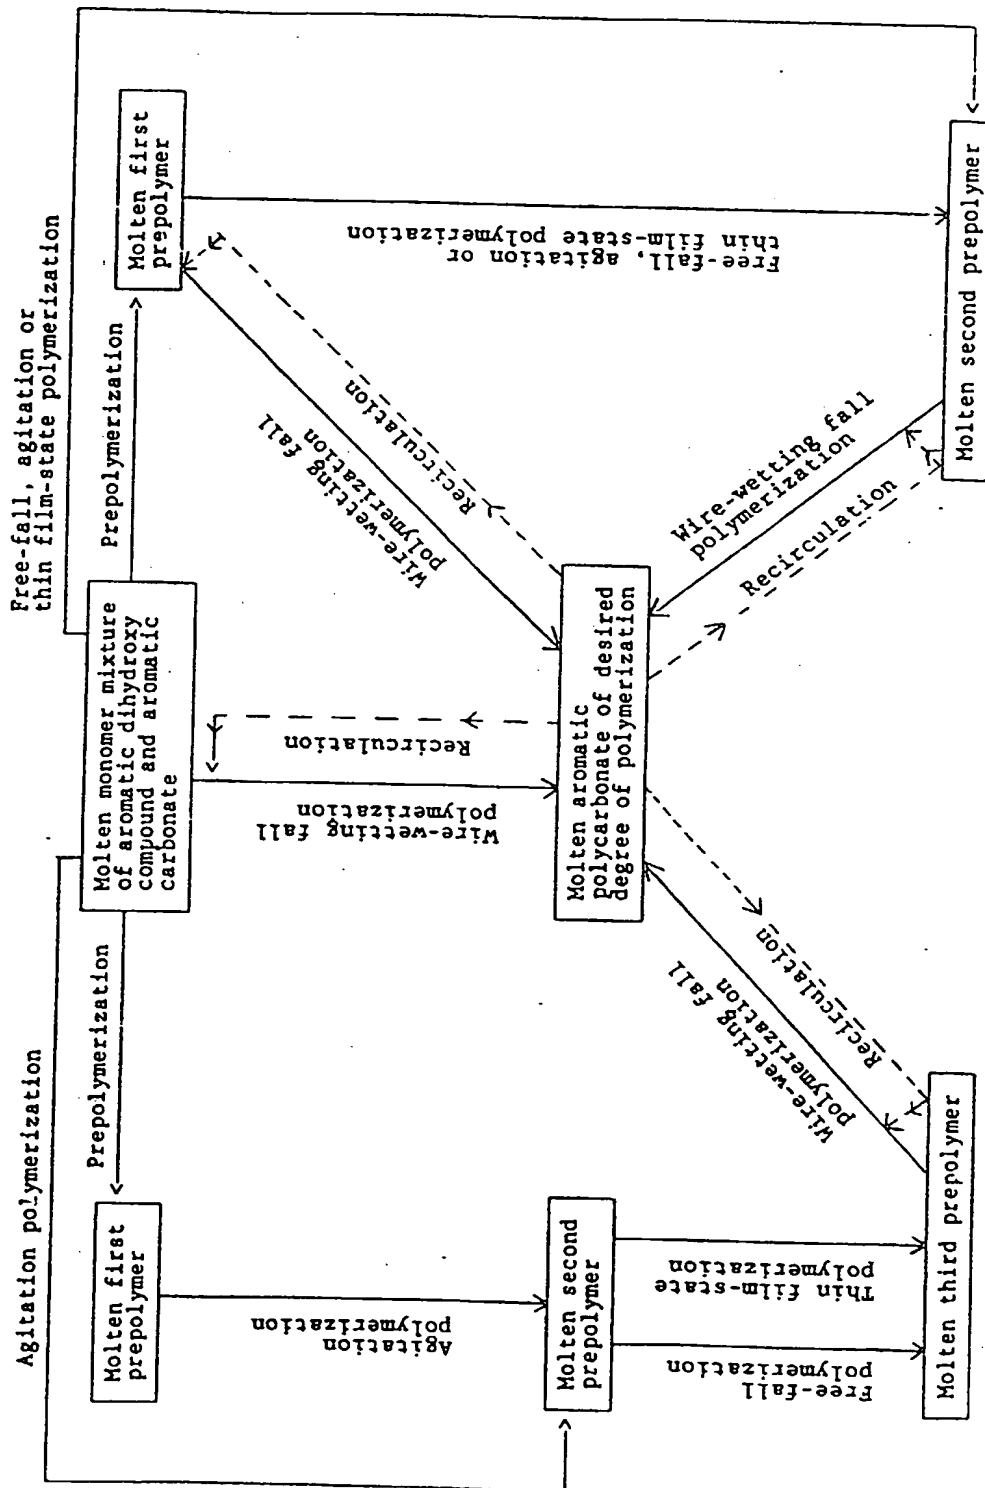 Agitation polymerization
Free-fall, agitation or
thin film-state polymerization
Prepolymerization
Prepolymerization
Molten first
prepolymer
Molten monomer mixture
of aromatic dihydroxy
compound and aromatic
carbonate
Molten first
prepolymer
Agitation
polymerization
Wire-wetting fall
polymerization
Recirculation
Wire-wetting fall
polymerization
Recirculation
Free-fall, agitation or
thin film-state polymerization
Molten second
prepolymer
Molten aromatic
polycarbonate of desired
degree of polymerization
Free-fall
polymerization
Thin film-state
polymerization
Wire-wetting fall
polymerization
Recirculation
Wire-wetting fall
polymerization
Recirculation
Molten third prepolymer
Molten second prepolymer